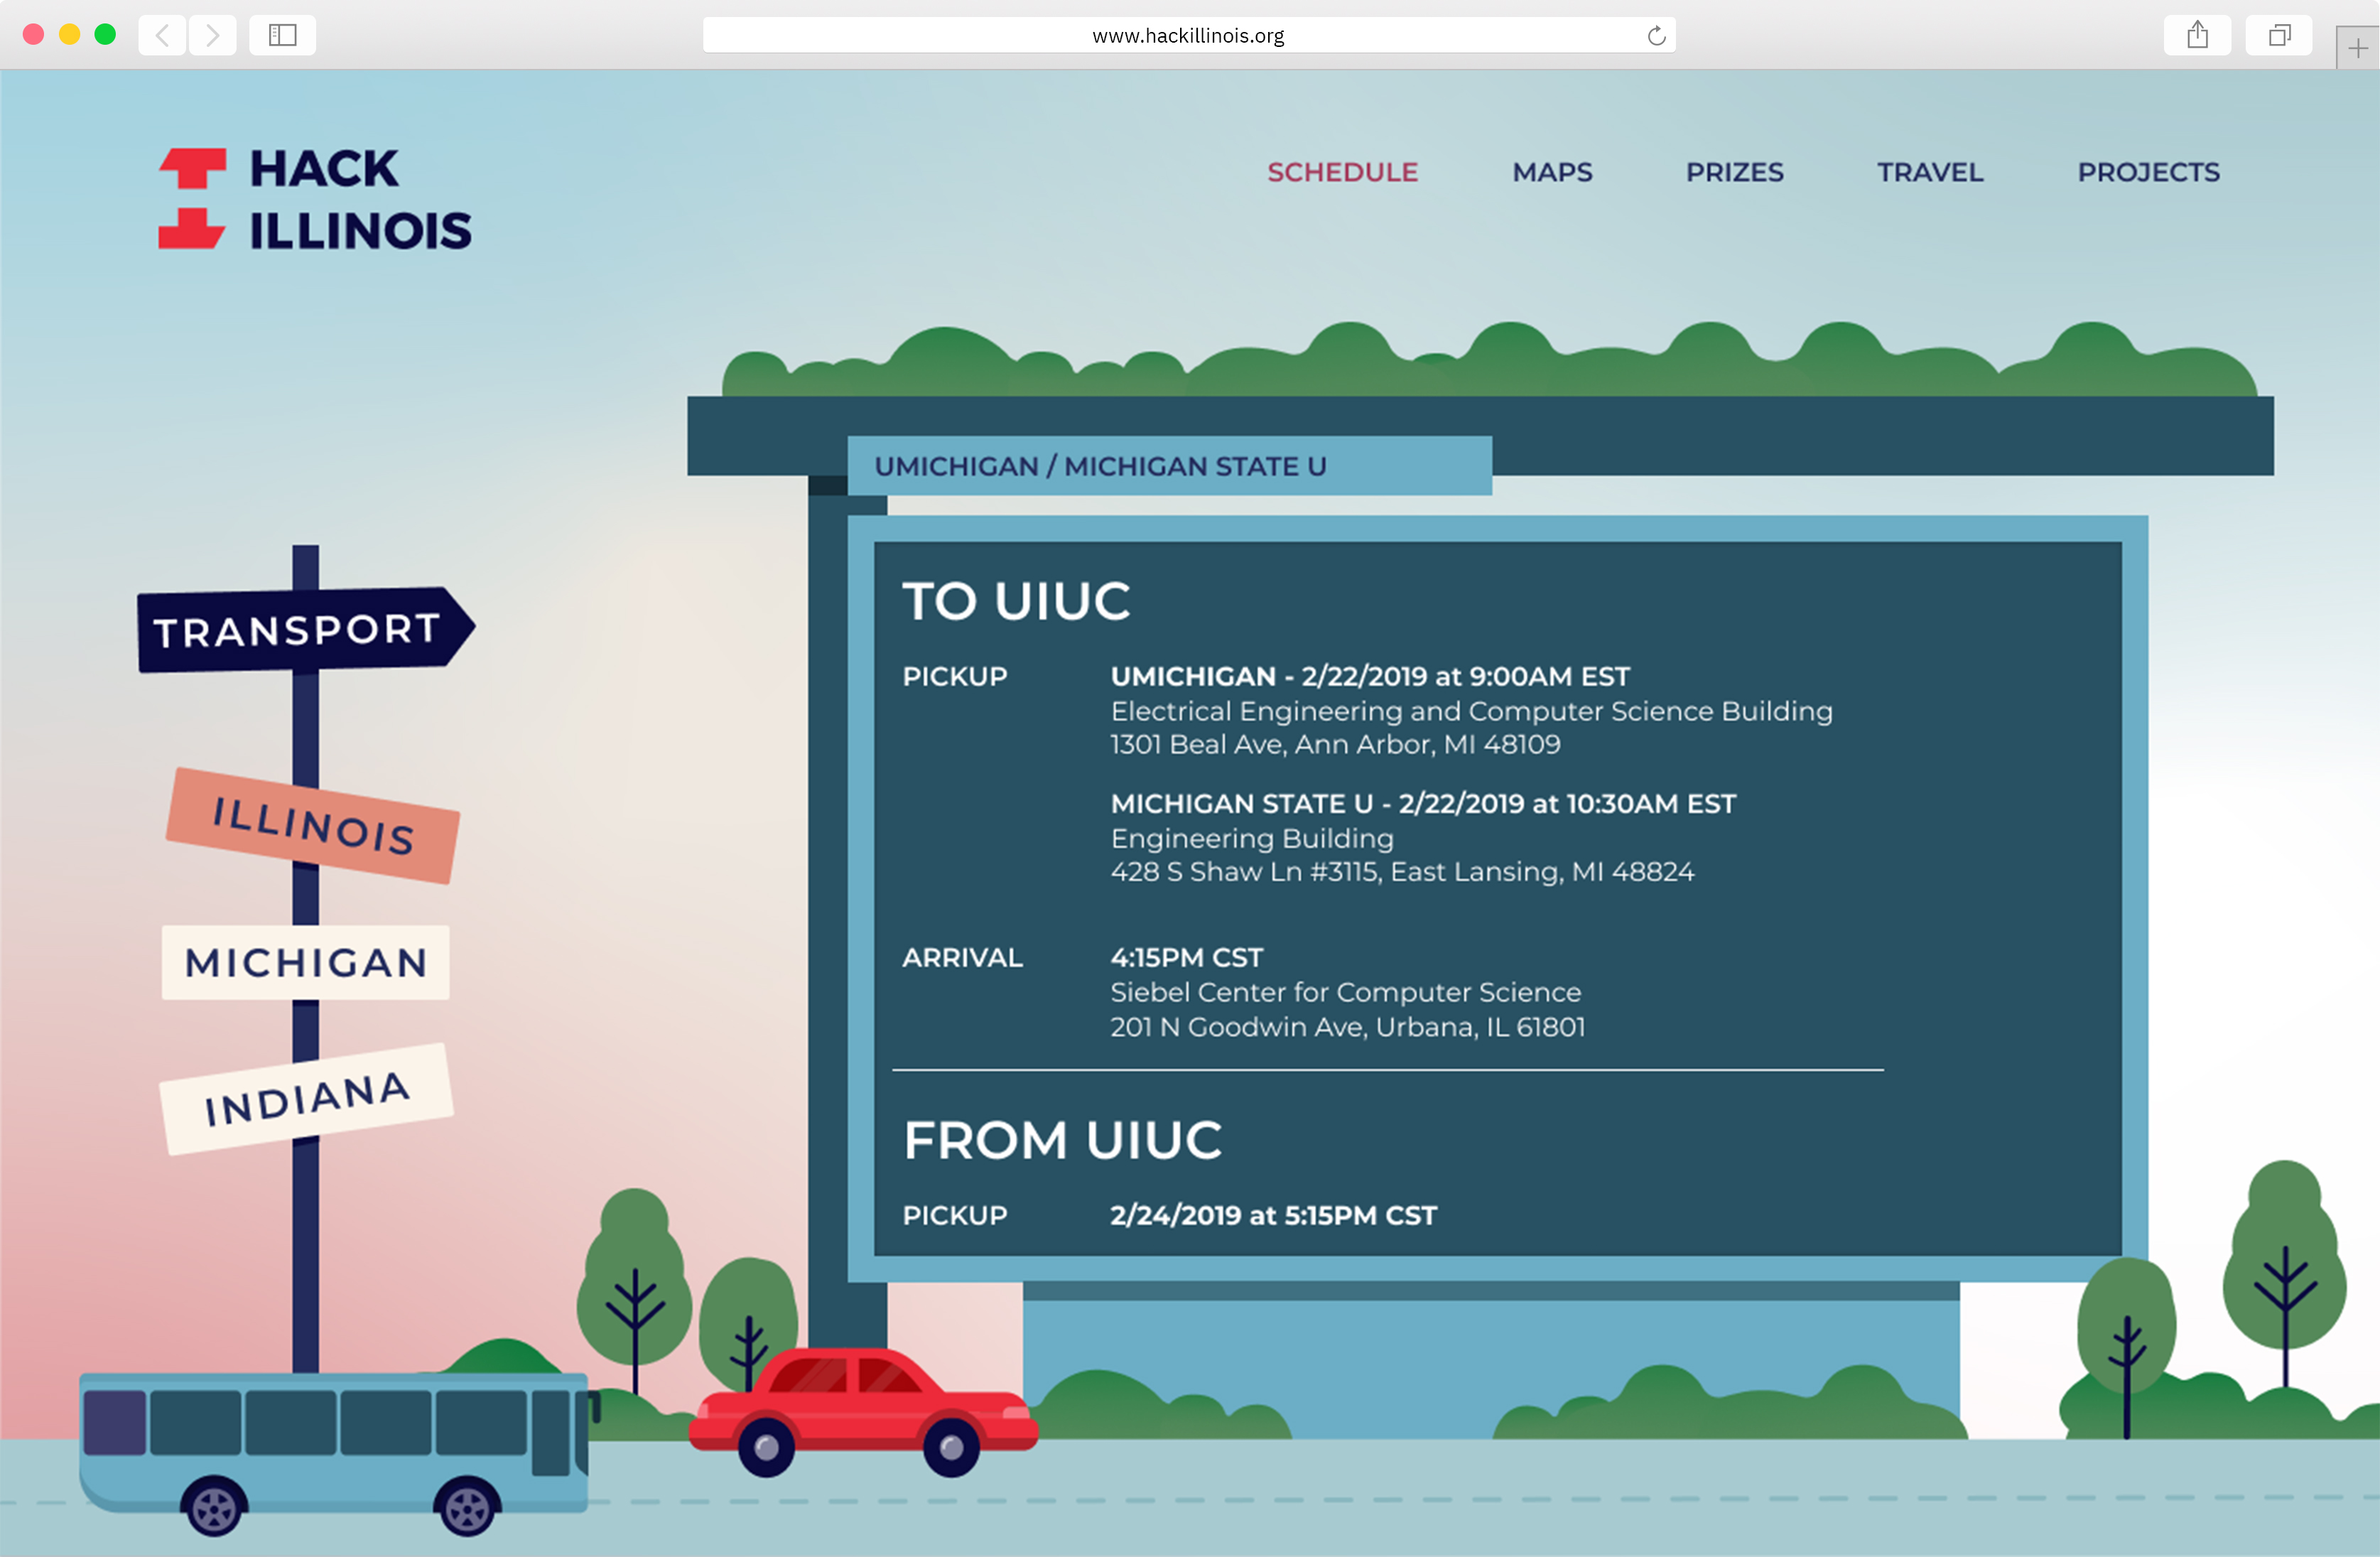 www.hackillinois.org
HACK
ILLINOIS
SCHEDULE MAPS PRIZES TRAVEL PROJECTS
UMICHIGAN / MICHIGAN STATE U
TRANSPORT
ILLINOIS
MICHIGAN
INDIANA
TO UIUC
PICKUP UMICHIGAN - 2/22/2019 at 9:00AM EST
Electrical Engineering and Computer Science Building
1301 Beal Ave, Ann Arbor, MI 48109
MICHIGAN STATE U - 2/22/2019 at 10:30AM EST
Engineering Building
428 S Shaw Ln #3115, East Lansing, MI 48824
ARRIVAL 4:15PM CST
Siebel Center for Computer Science
201 N Goodwin Ave, Urbana, IL 61801
FROM UIUC
PICKUP 2/24/2019 at 5:15PM CST